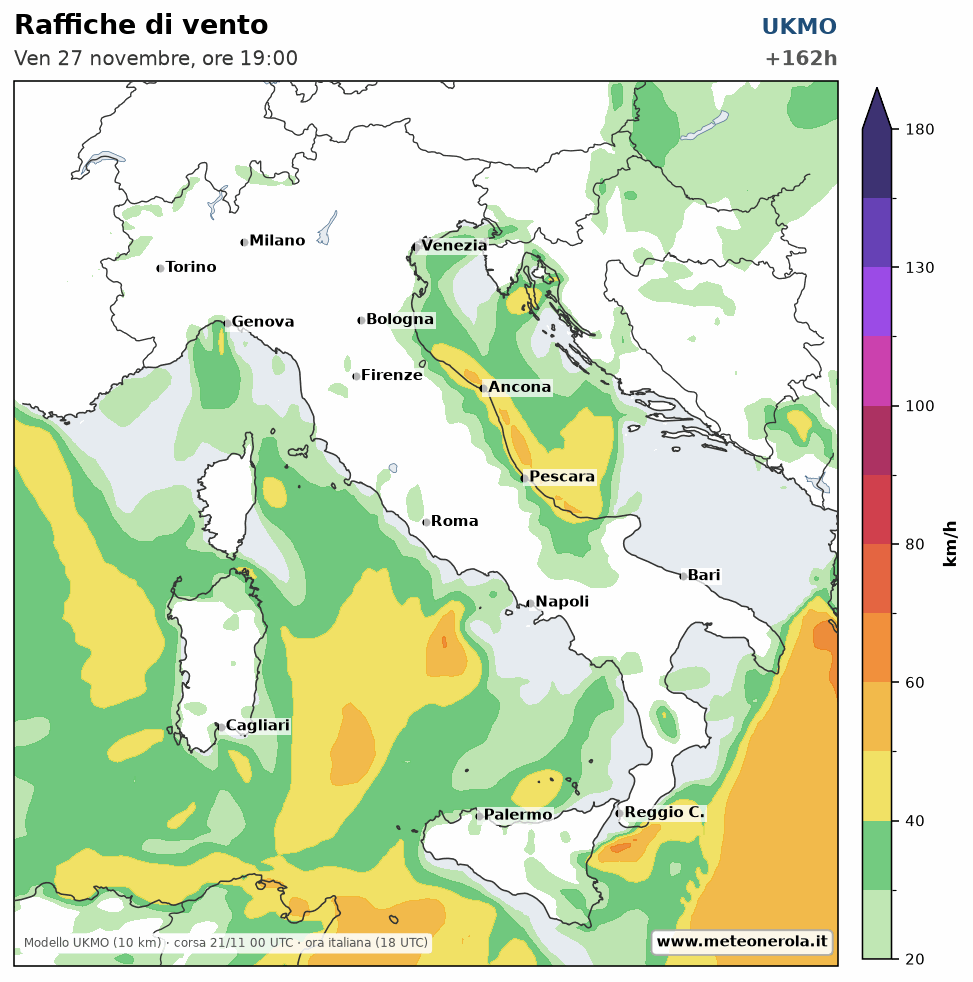 Raffiche di vento
UKMO
Ven 27 novembre, ore 19:00
+162h
Milano
Venezia
Torino
Genova
Bologna
Firenze
Ancona
Pescara
Roma
Bari
Napoli
Cagliari
Palermo
Reggio C.
180
130
100
80
60
40
20
km/h
Modello UKMO (10 km) · corsa 21/11 00 UTC · ora italiana (18 UTC)
www.meteonerola.it